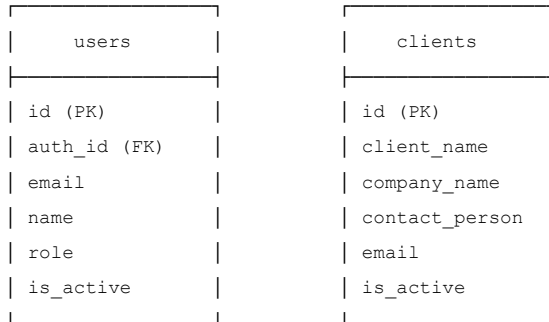 users clients
id (PK) id (PK)
auth_id (FK) client_name
email company_name
name contact_person
role email
is_active is_active